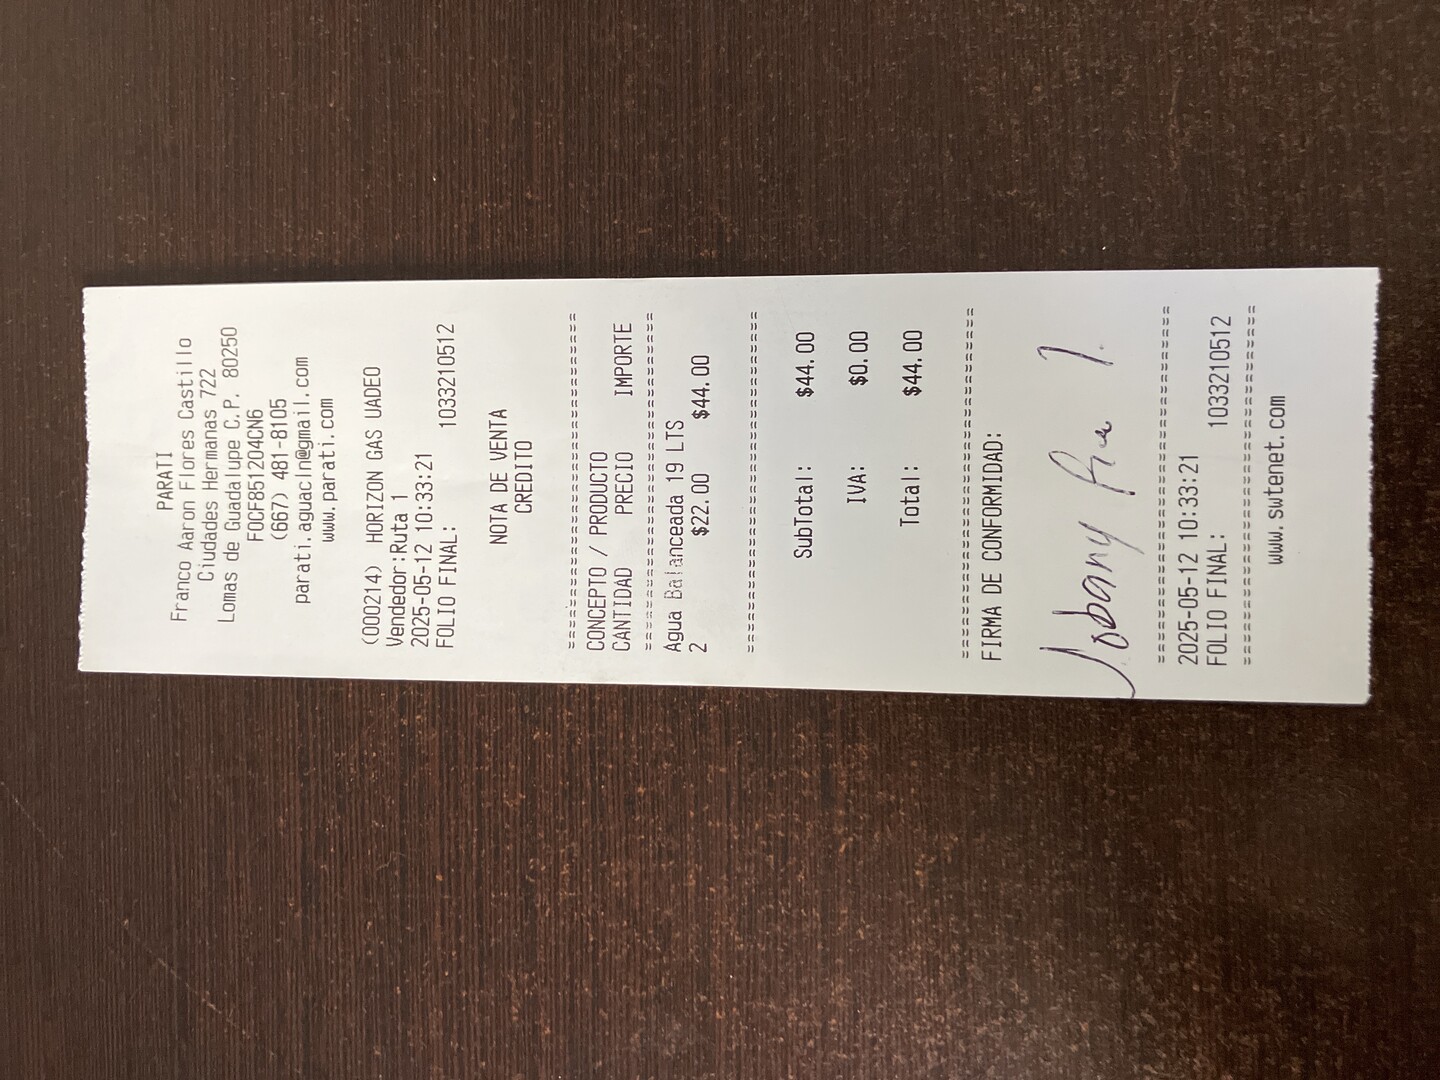 PARATI
Franco Aaron Flores Castillo
Ciudades Hermanas 722
Lomas de Guadalupe C.P. 80250
FOCF851204CN6
(667) 481-8105
parati.aguacln@gmail.com
www.parati.com
(000214) HORIZON GAS UADEO
Vendedor:Ruta 1
2025-05-12 10:33:21
FOLIO FINAL: 1033210512
NOTA DE VENTA
CREDITO
================================
CONCEPTO / PRODUCTO
CANTIDAD PRECIO IMPORTE
================================
Agua Balanceada 19 LTS
2 $22.00 $44.00
================================
SubTotal: $44.00
IVA: $0.00
Total: $44.00
================================
FIRMA DE CONFORMIDAD:
================================
2025-05-12 10:33:21
FOLIO FINAL: 1033210512
================================
www.swtenet.com